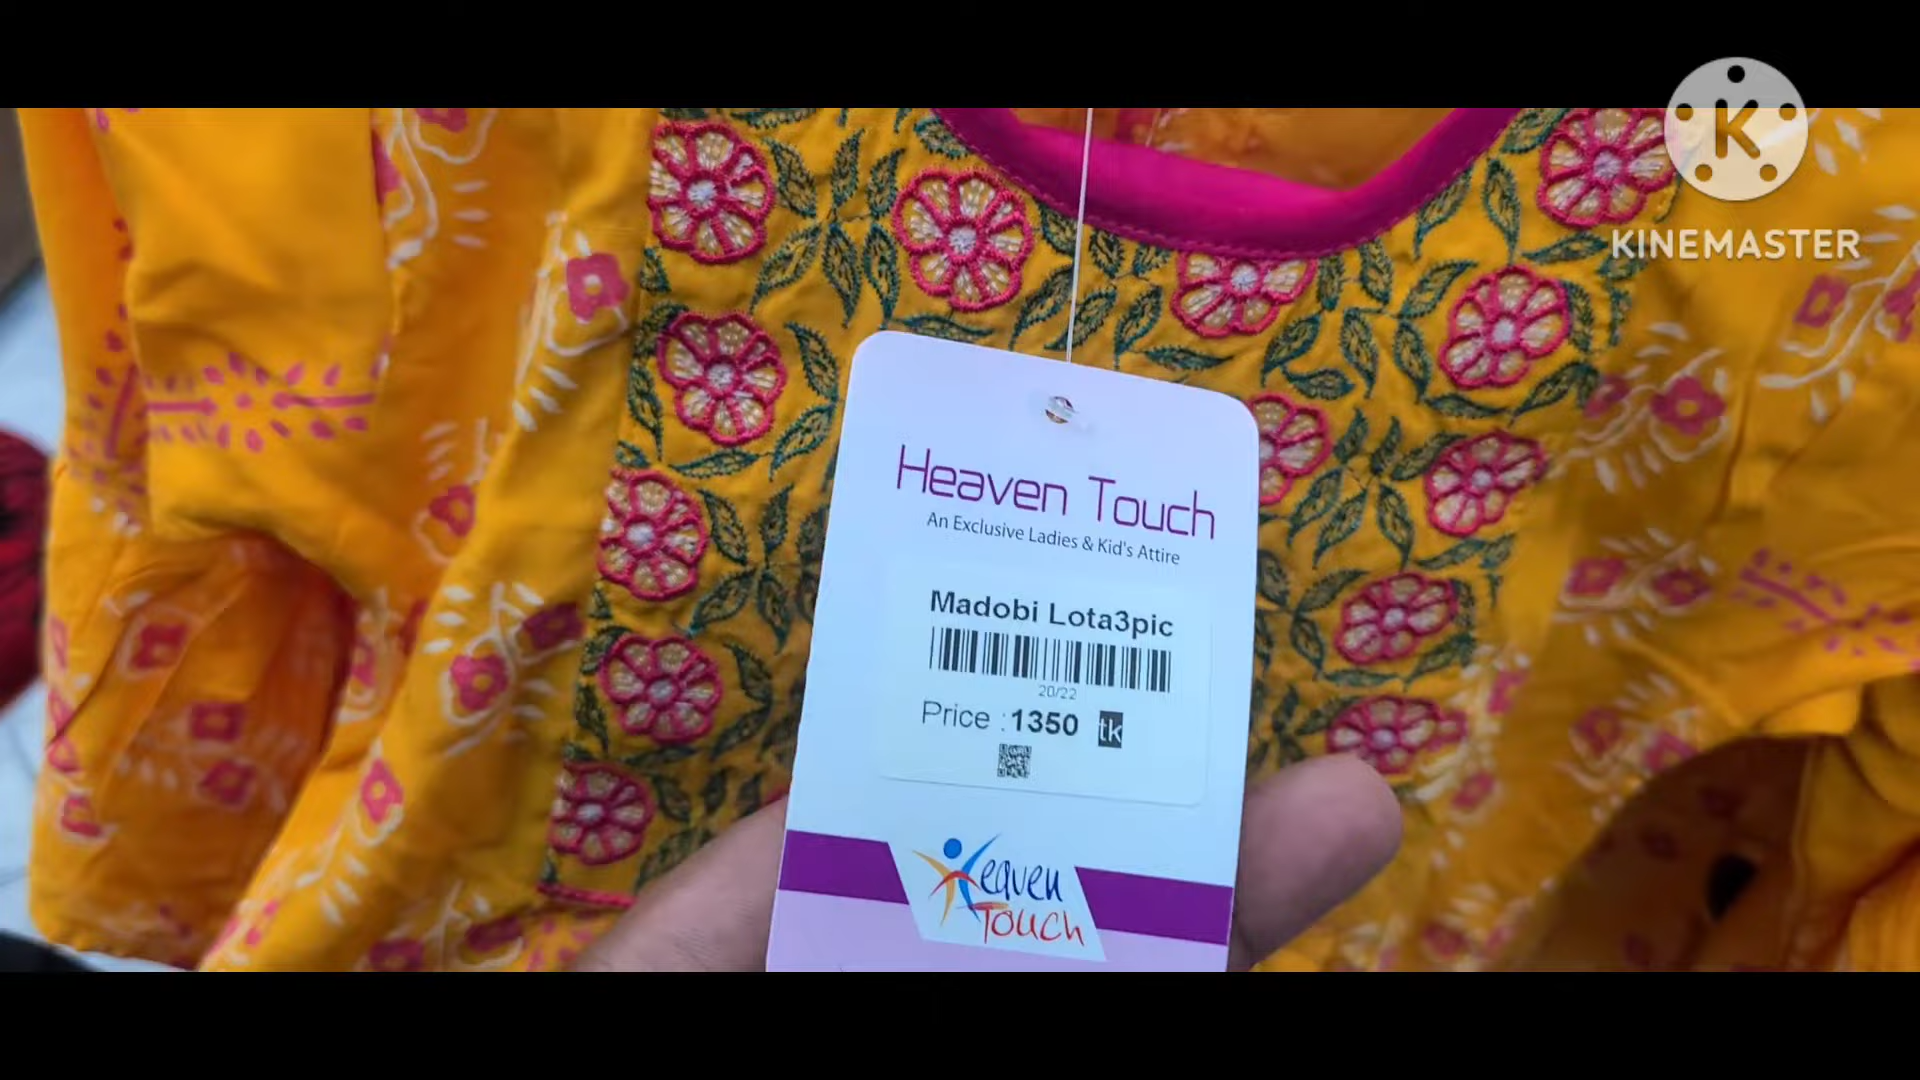 K
KINEMASTER
Heaven Touch
An Exclusive Ladies & Kid's Attire
Madobi Lota3pic
20/22
Price : 1350 tk
Heaven
Touch